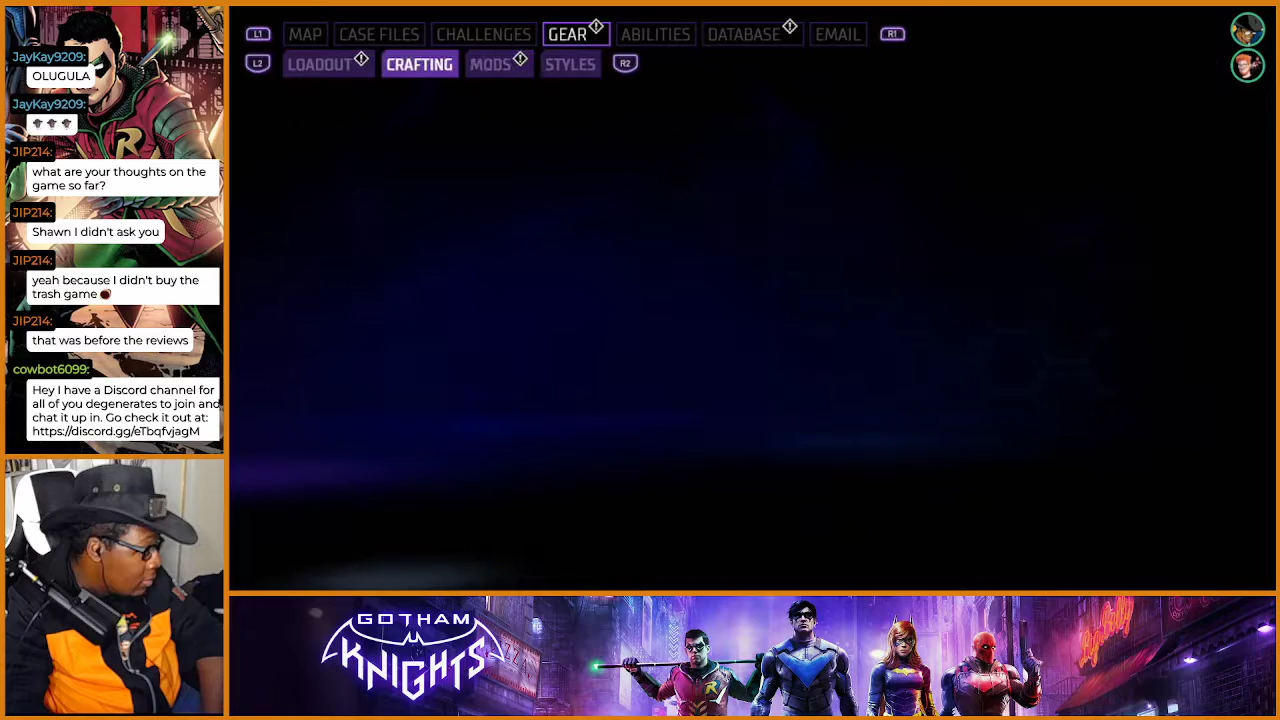 JayKay9209:
OLUGULA
JayKay9209:
JIP214:
what are your thoughts on the
game so far?
JIP214:
Shawn I didn't ask you
JIP214:
yeah because I didn't buy the
trash game
JIP214:
that was before the reviews
cowbot6099:
Hey I have a Discord channel for
all of you degenerates to join and
chat it up in. Go check it out at:
https://discord.gg/eTbqfvjagM
L1 MAP CASE FILES CHALLENGES GEAR ABILITIES DATABASE EMAIL R1
L2 LOADOUT CRAFTING MODS STYLES R2
R
GOTHAM
KNIGHTS
R